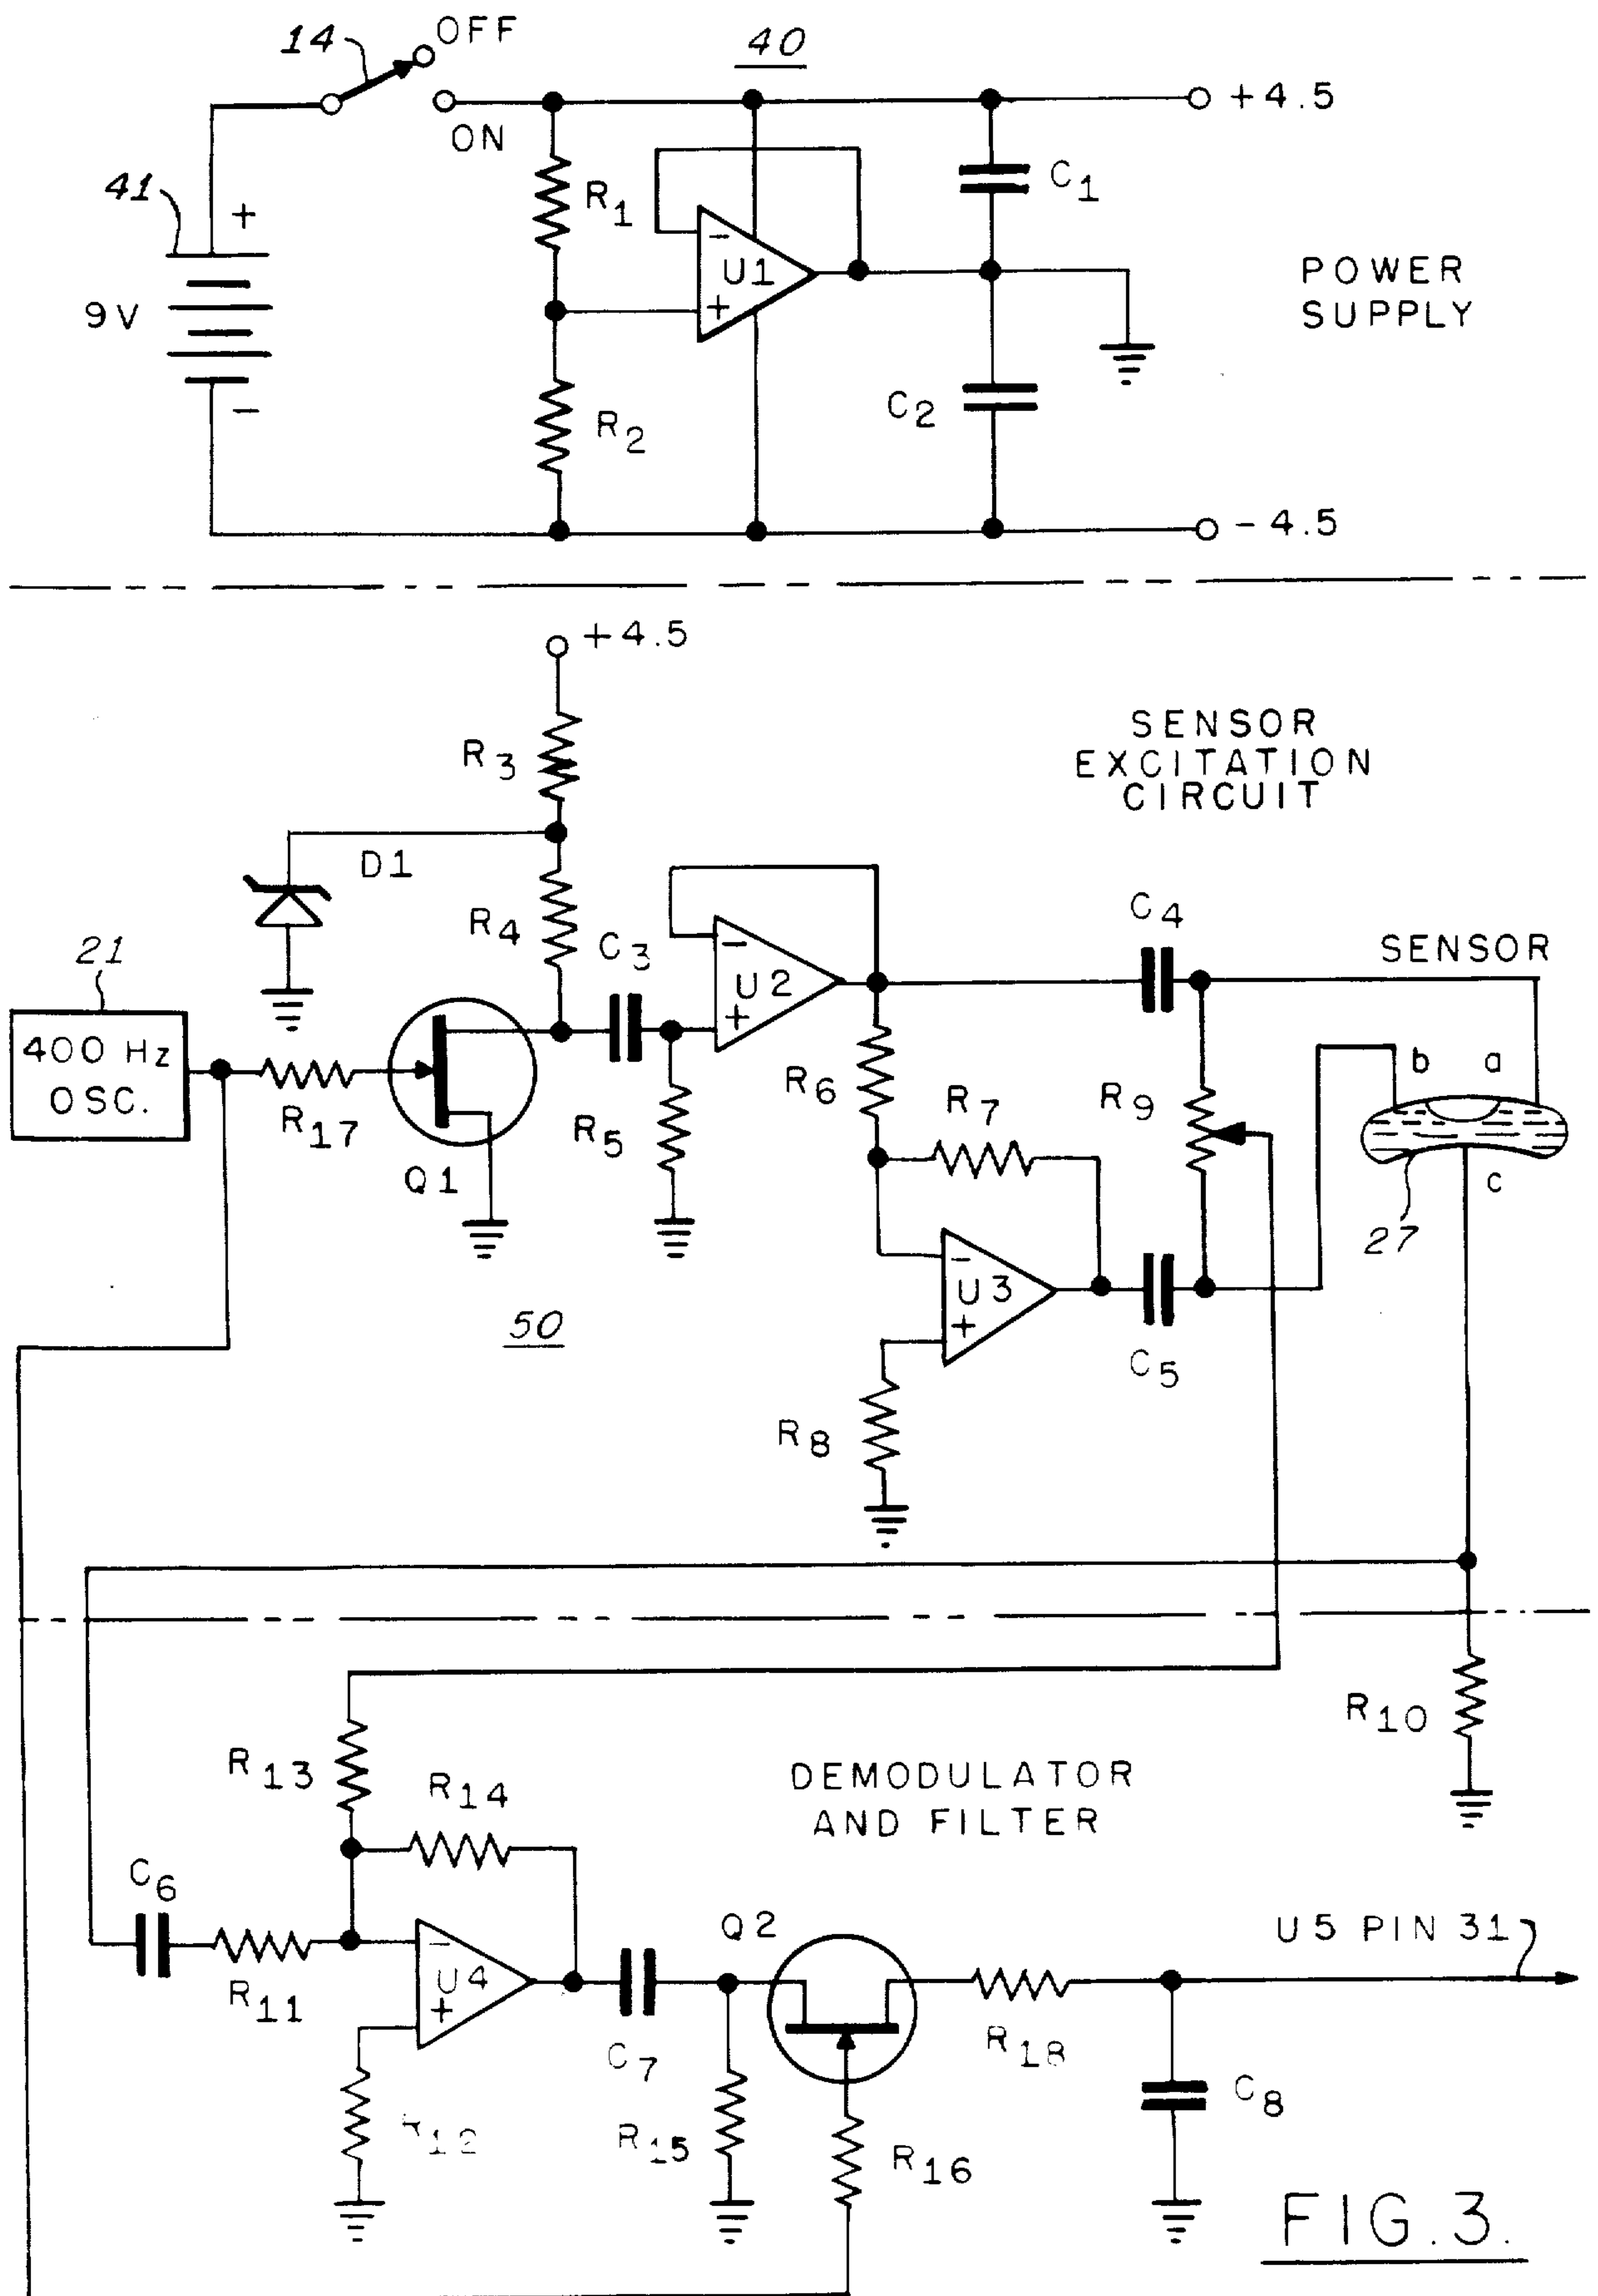 14
OFF
40
+4.5
ON
41
+
R1
C1
-
U1
POWER
SUPPLY
9V
+
C2
R2
-
-4.5
+4.5
SENSOR
EXCITATION
CIRCUIT
R3
D1
C4
R4
C3
SENSOR
21
-
U2
+
400 Hz
OSC.
b
a
R6
R7
R9
R17
R5
Q1
c
27
-
U3
+
50
C5
R8
R10
R13
R14
DEMODULATOR
AND FILTER
C6
Q2
U5 PIN 31
-
U4
+
R11
C7
R18
C8
R12
R15
R16
FIG. 3.